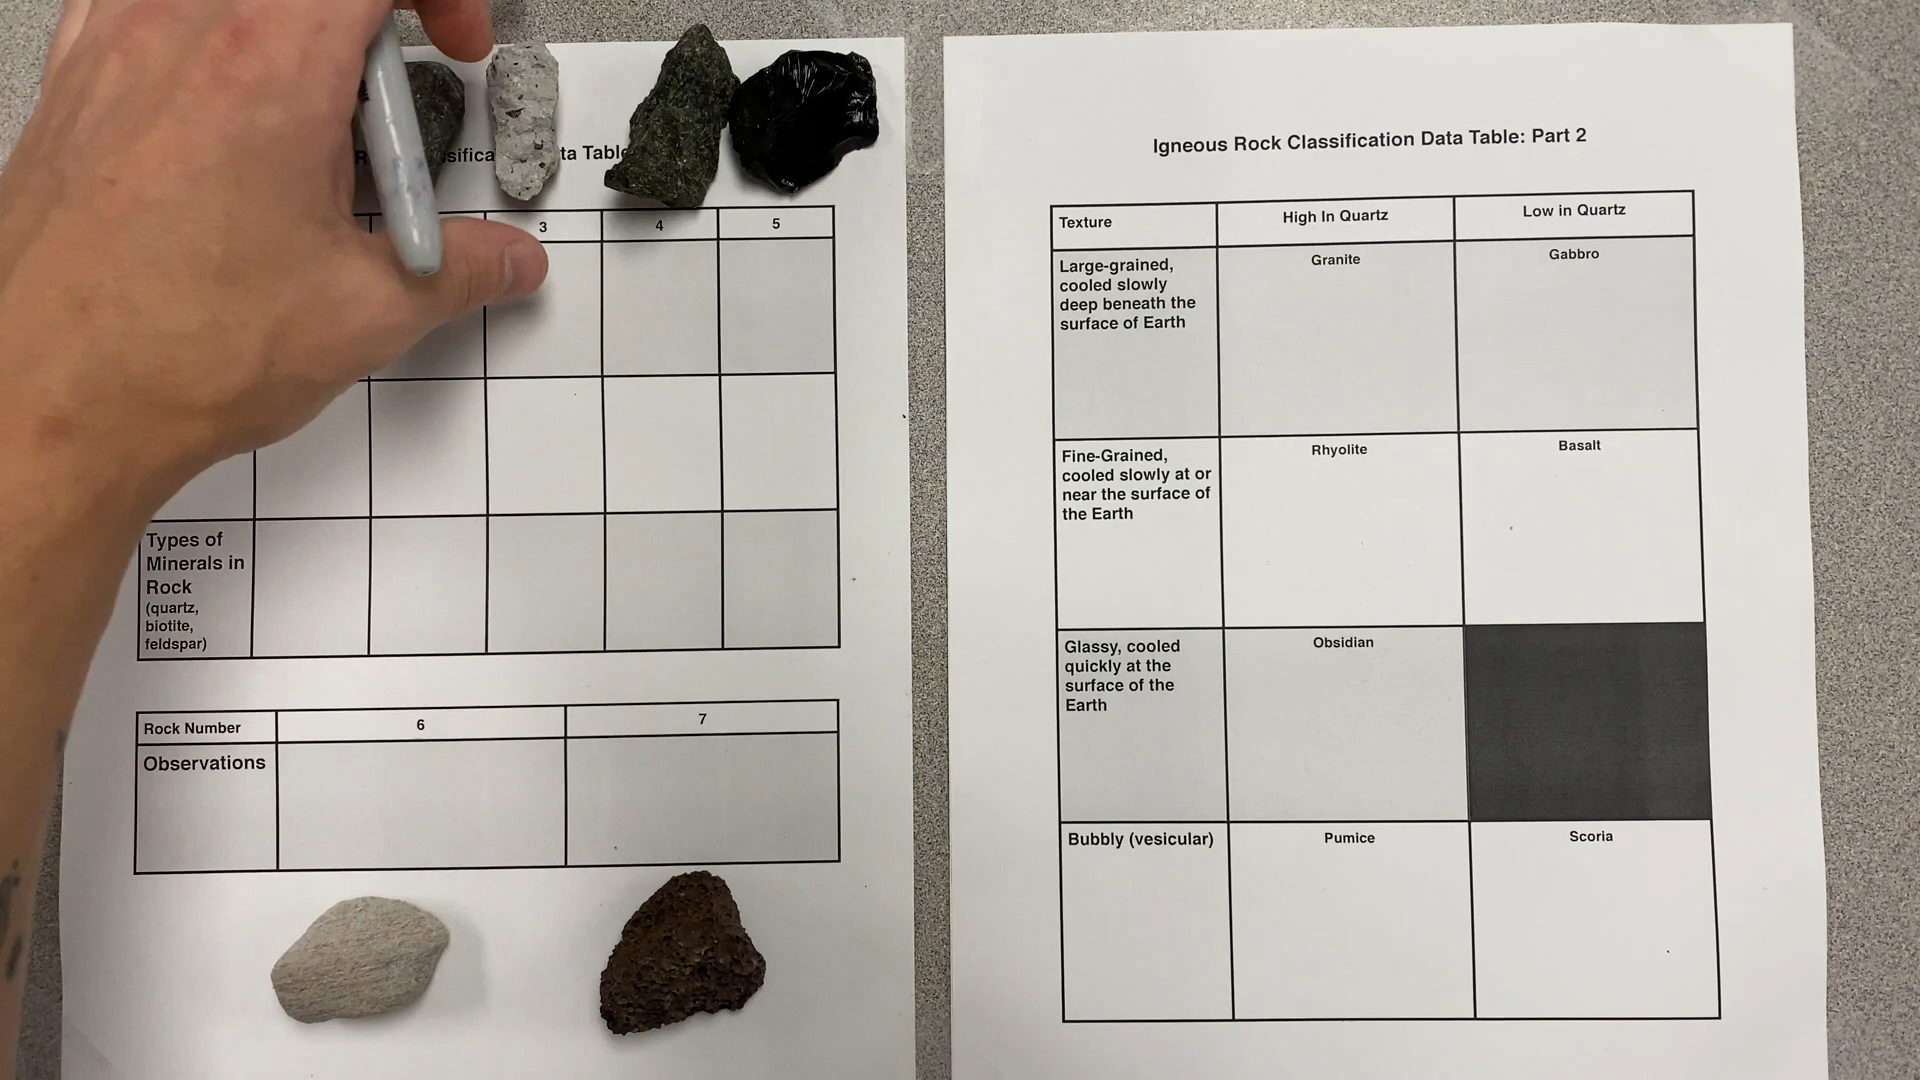 ta Table
3 4 5
Types of
Minerals in
Rock
(quartz,
biotite,
feldspar)
Rock Number 6 7
Observations
Igneous Rock Classification Data Table: Part 2
Texture High In Quartz Low in Quartz
Large-grained,
cooled slowly
deep beneath the
surface of Earth
Granite
Gabbro
Fine-Grained,
cooled slowly at or
near the surface of
the Earth
Rhyolite
Basalt
Glassy, cooled
quickly at the
surface of the
Earth
Obsidian
Bubbly (vesicular) Pumice Scoria